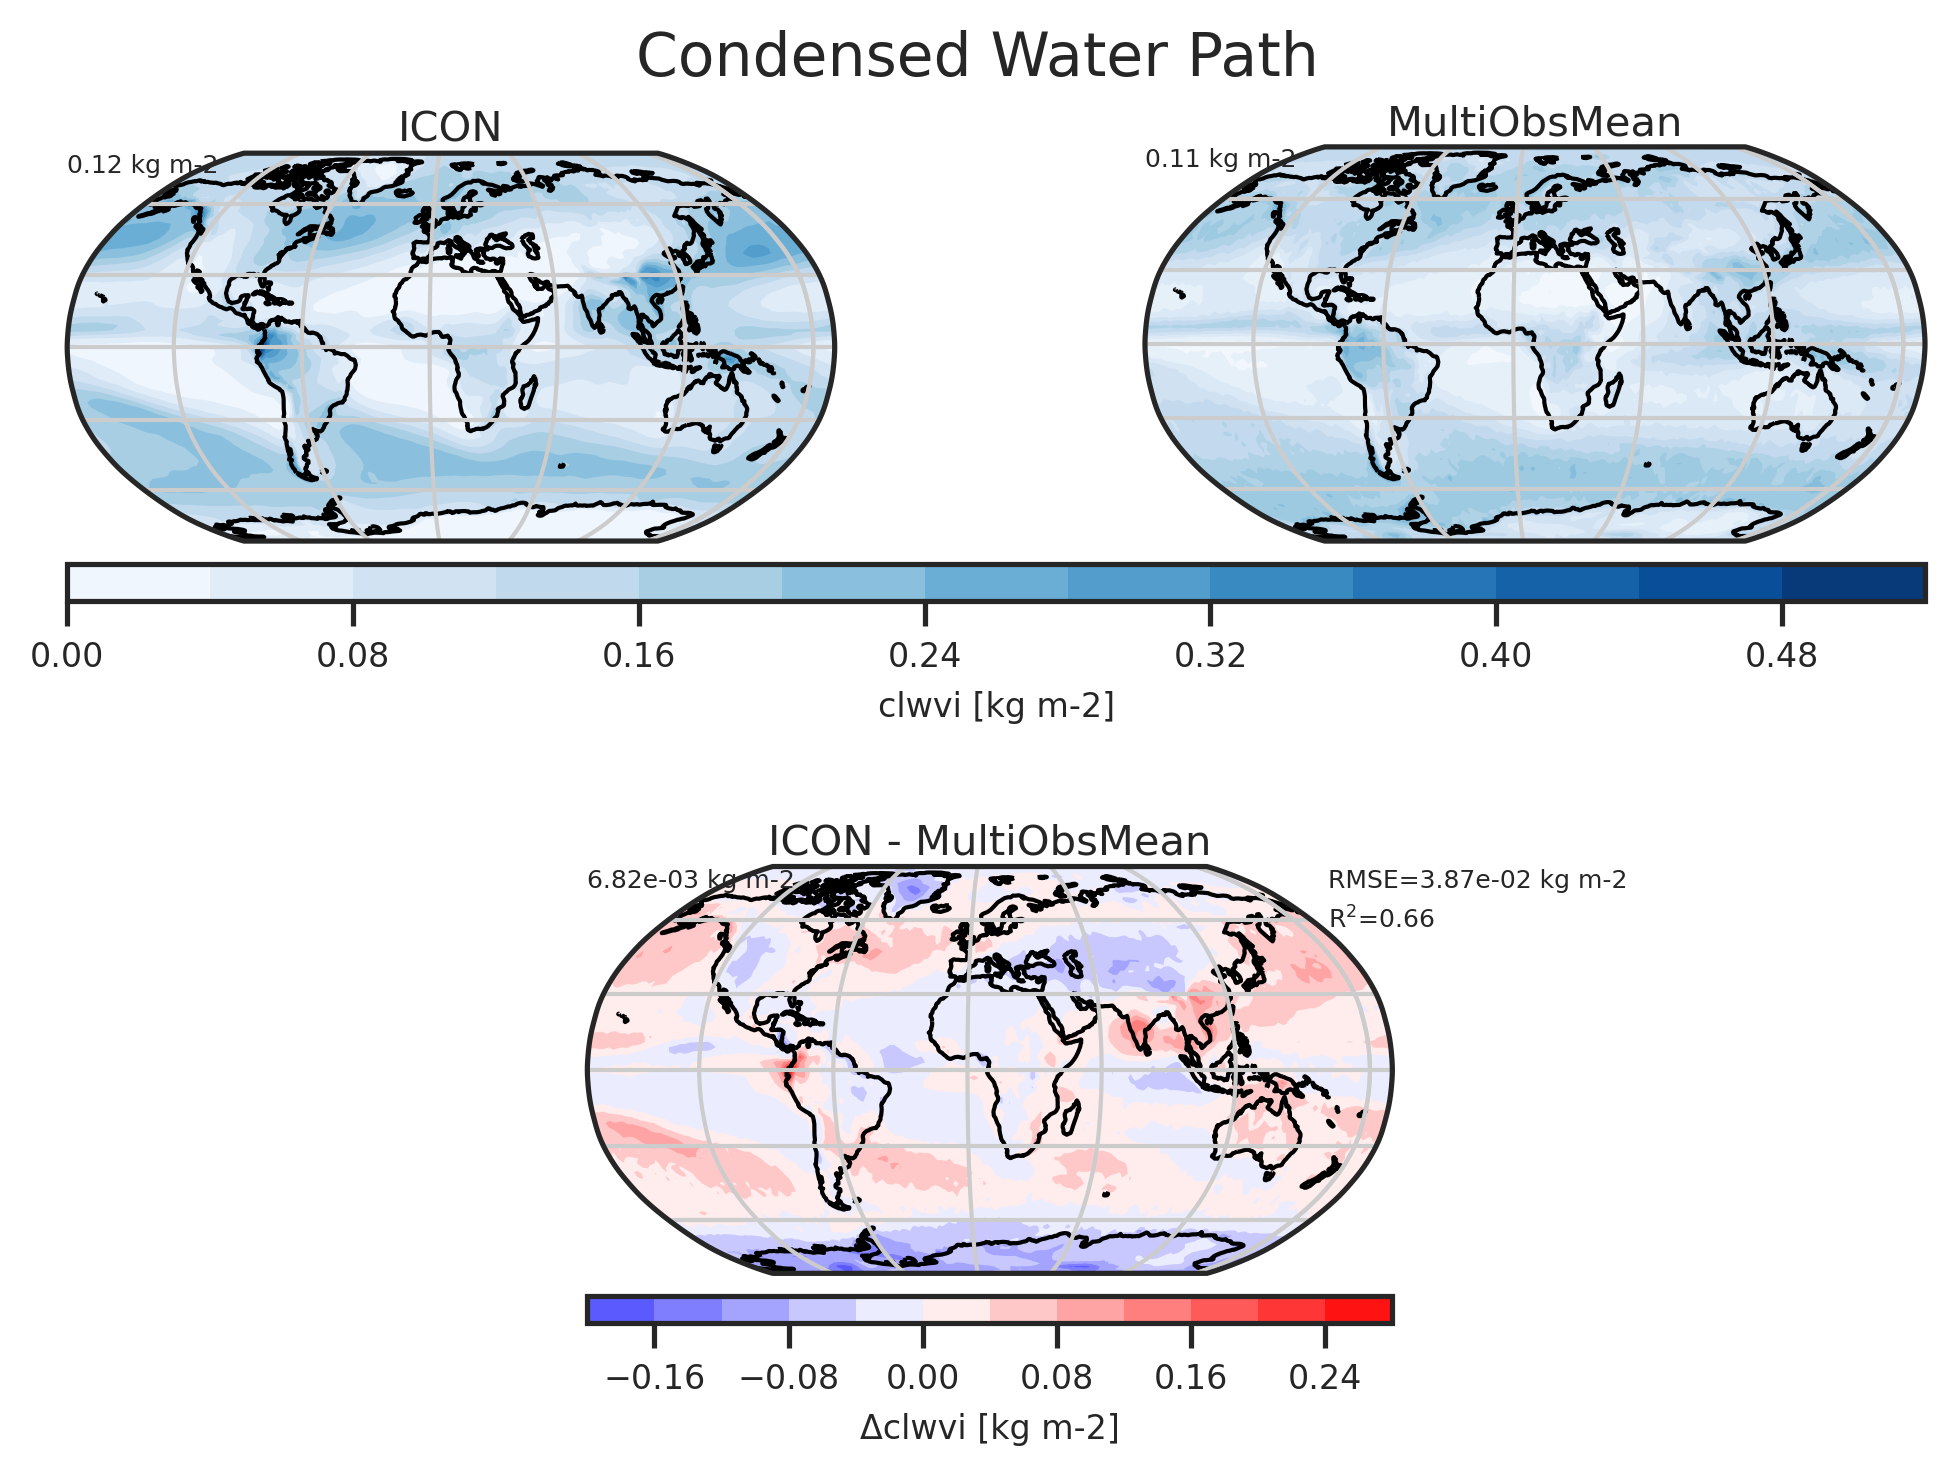 Condensed Water Path
ICON
MultiObsMean
0.12 kg m-2
0.11 kg m-2
0.00 0.08 0.16 0.24 0.32 0.40 0.48
clwvi [kg m-2]
ICON - MultiObsMean
6.82e-03 kg m-2
RMSE=3.87e-02 kg m-2
R²=0.66
−0.16 −0.08 0.00 0.08 0.16 0.24
Δclwvi [kg m-2]